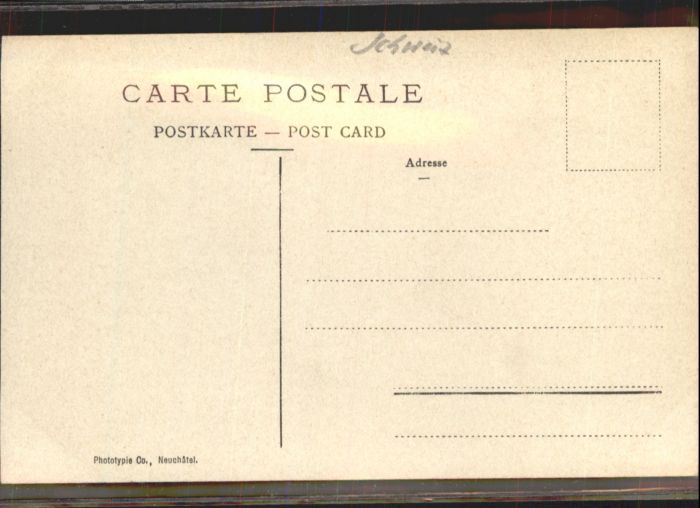 Schweiz
CARTE POSTALE
POSTKARTE — POST CARD
Adresse
Phototypie Co., Neuchâtel.